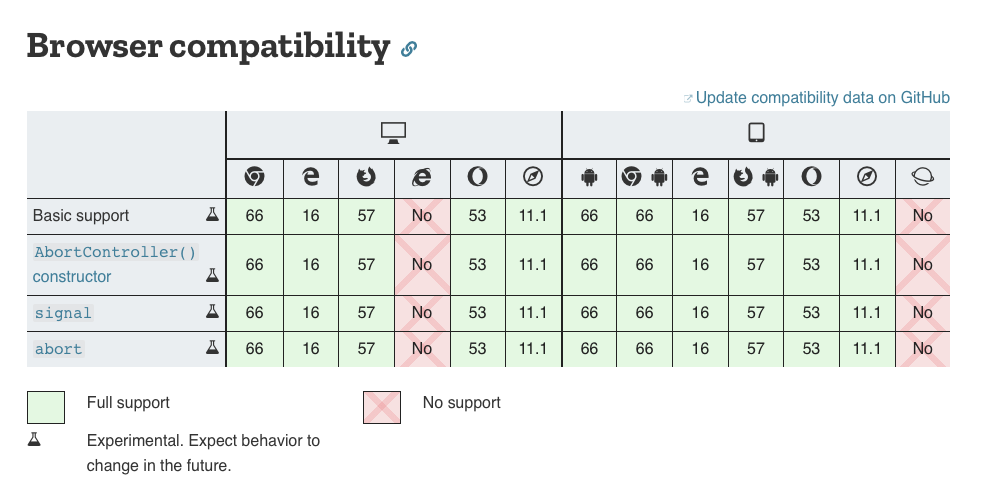 Browser compatibility
Update compatibility data on GitHub
Basic support 66 16 57 No 53 11.1 66 66 16 57 53 11.1 No
AbortController()
constructor 66 16 57 No 53 11.1 66 66 16 57 53 11.1 No
signal 66 16 57 No 53 11.1 66 66 16 57 53 11.1 No
abort 66 16 57 No 53 11.1 66 66 16 57 53 11.1 No
Full support No support
Experimental. Expect behavior to
change in the future.